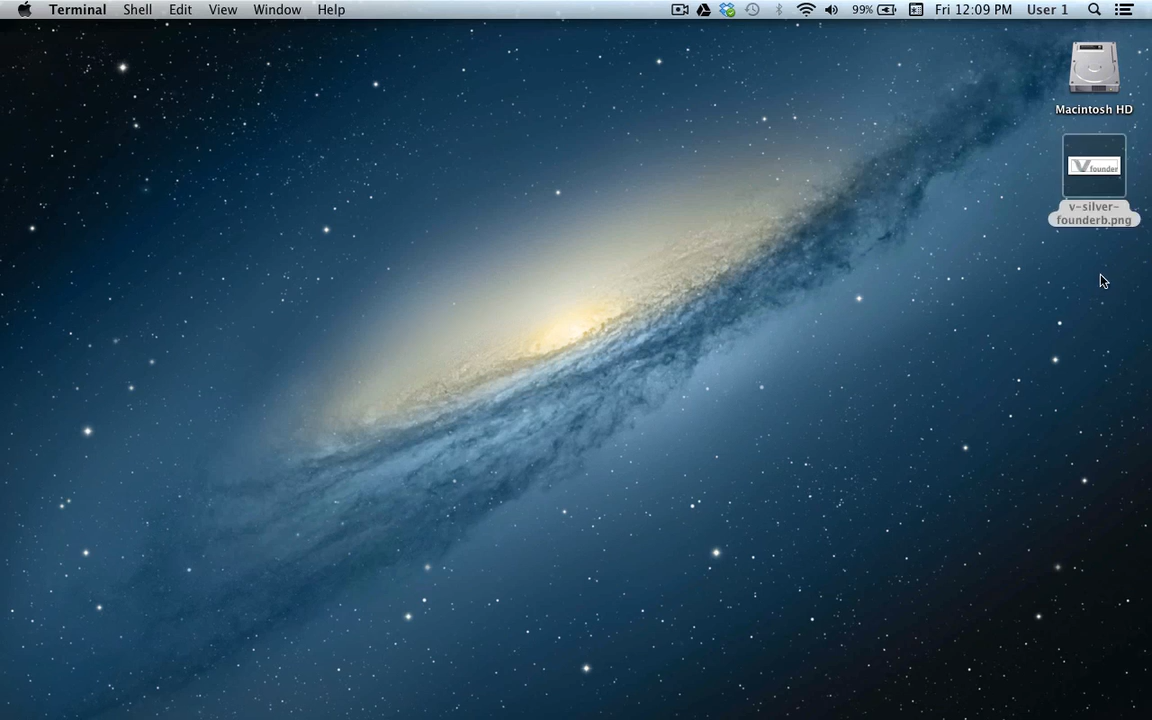 Terminal Shell Edit View Window Help 99% Fri 12:09 PM User 1
Macintosh HD
V founder
v-silver-
founderb.png